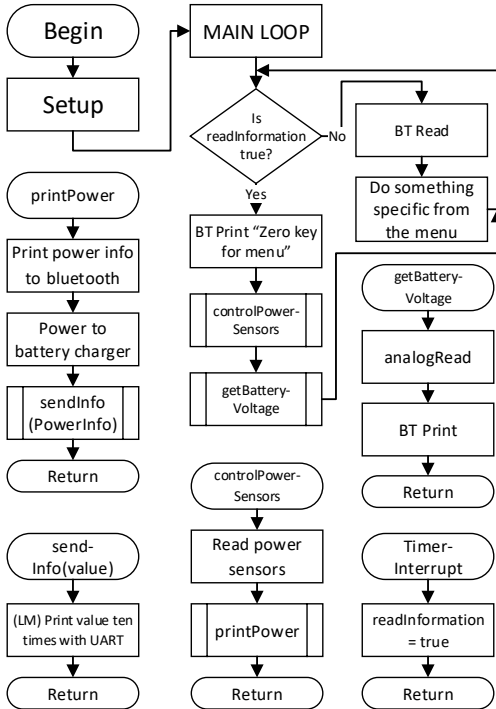 Begin
Setup
MAIN LOOP
Is
readInformation
true?
No
Yes
BT Read
Do something
specific from
the menu
BT Print “Zero key
for menu”
controlPower-
Sensors
getBattery-
Voltage
printPower
Print power info
to bluetooth
Power to
battery charger
sendInfo
(PowerInfo)
Return
getBattery-
Voltage
analogRead
BT Print
Return
send-
Info(value)
(LM) Print value ten
times with UART
Return
controlPower-
Sensors
Read power
sensors
printPower
Return
Timer-
Interrupt
readInformation
= true
Return